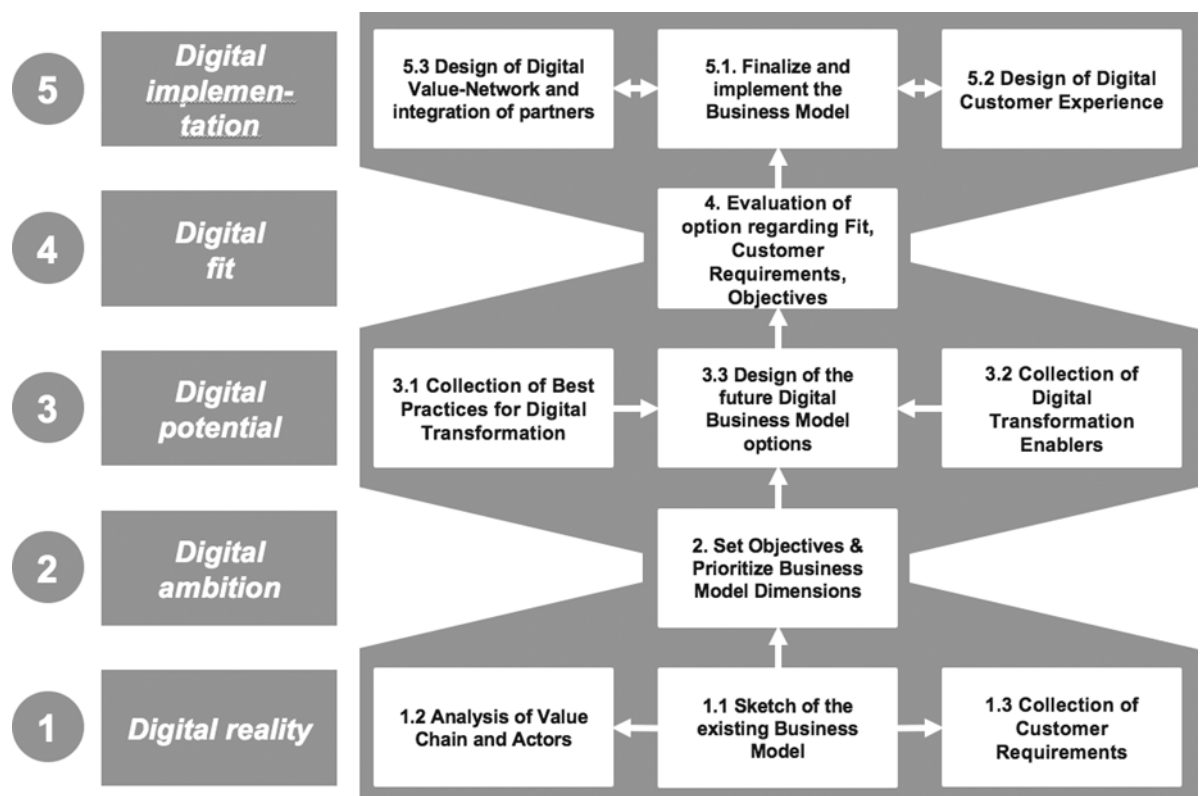 5
Digital
implemen-
tation
5.3 Design of Digital
Value-Network and
integration of partners
5.1. Finalize and
implement the
Business Model
5.2 Design of Digital
Customer Experience
4
Digital
fit
4. Evaluation of
option regarding Fit,
Customer
Requirements,
Objectives
3
Digital
potential
3.1 Collection of Best
Practices for Digital
Transformation
3.3 Design of the
future Digital
Business Model
options
3.2 Collection of
Digital
Transformation
Enablers
2
Digital
ambition
2. Set Objectives &
Prioritize Business
Model Dimensions
1
Digital reality
1.2 Analysis of Value
Chain and Actors
1.1 Sketch of the
existing Business
Model
1.3 Collection of
Customer
Requirements